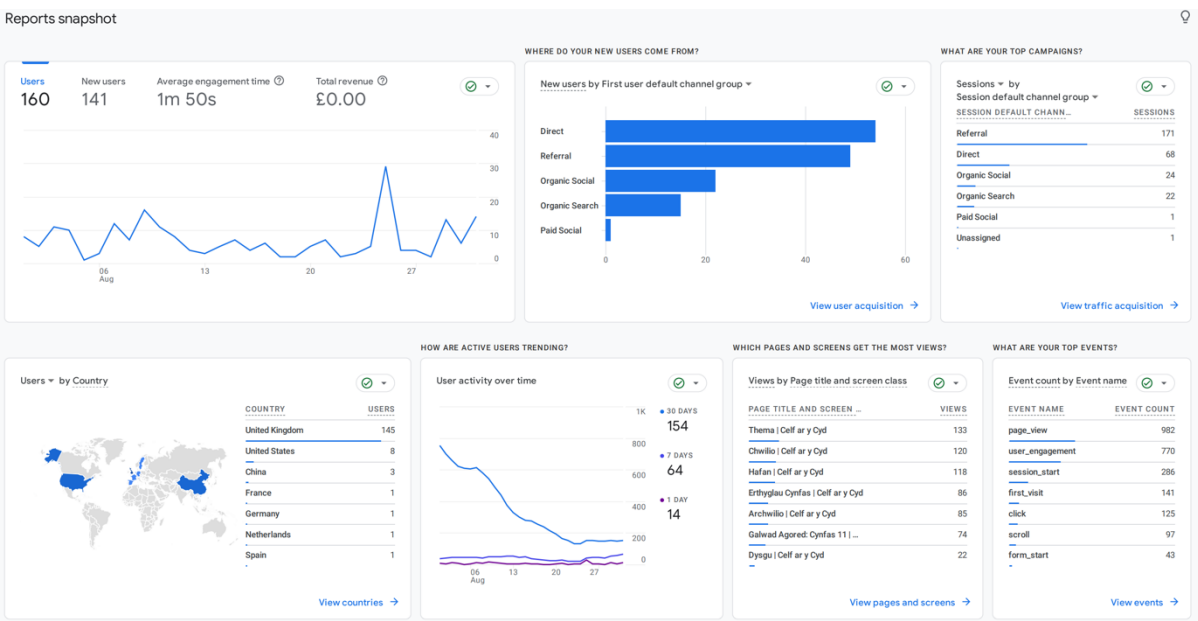 Reports snapshot
Users
160
New users
141
Average engagement time
1m 50s
Total revenue
£0.00
40
30
20
10
0
06
Aug
13
20
27
WHERE DO YOUR NEW USERS COME FROM?
New users by First user default channel group
Direct
Referral
Organic Social
Organic Search
Paid Social
0
20
40
60
View user acquisition
WHAT ARE YOUR TOP CAMPAIGNS?
Sessions by
Session default channel group
SESSION DEFAULT CHANN... SESSIONS
Referral 171
Direct 68
Organic Social 24
Organic Search 22
Paid Social 1
Unassigned 1
View traffic acquisition
Users by Country
COUNTRY USERS
United Kingdom 145
United States 8
China 3
France 1
Germany 1
Netherlands 1
Spain 1
View countries
HOW ARE ACTIVE USERS TRENDING?
User activity over time
1K
800
600
400
200
0
06
Aug
13
20
27
30 DAYS
154
7 DAYS
64
1 DAY
14
WHICH PAGES AND SCREENS GET THE MOST VIEWS?
Views by Page title and screen class
PAGE TITLE AND SCREEN ... VIEWS
Thema | Celf ar y Cyd 133
Chwilio | Celf ar y Cyd 120
Hafan | Celf ar y Cyd 118
Erthyglau Cynfas | Celf ar y Cyd 86
Archwilio | Celf ar y Cyd 85
Galwad Agored: Cynfas 11 | ... 74
Dysgu | Celf ar y Cyd 22
View pages and screens
WHAT ARE YOUR TOP EVENTS?
Event count by Event name
EVENT NAME EVENT COUNT
page_view 982
user_engagement 770
session_start 286
first_visit 141
click 125
scroll 97
form_start 43
View events